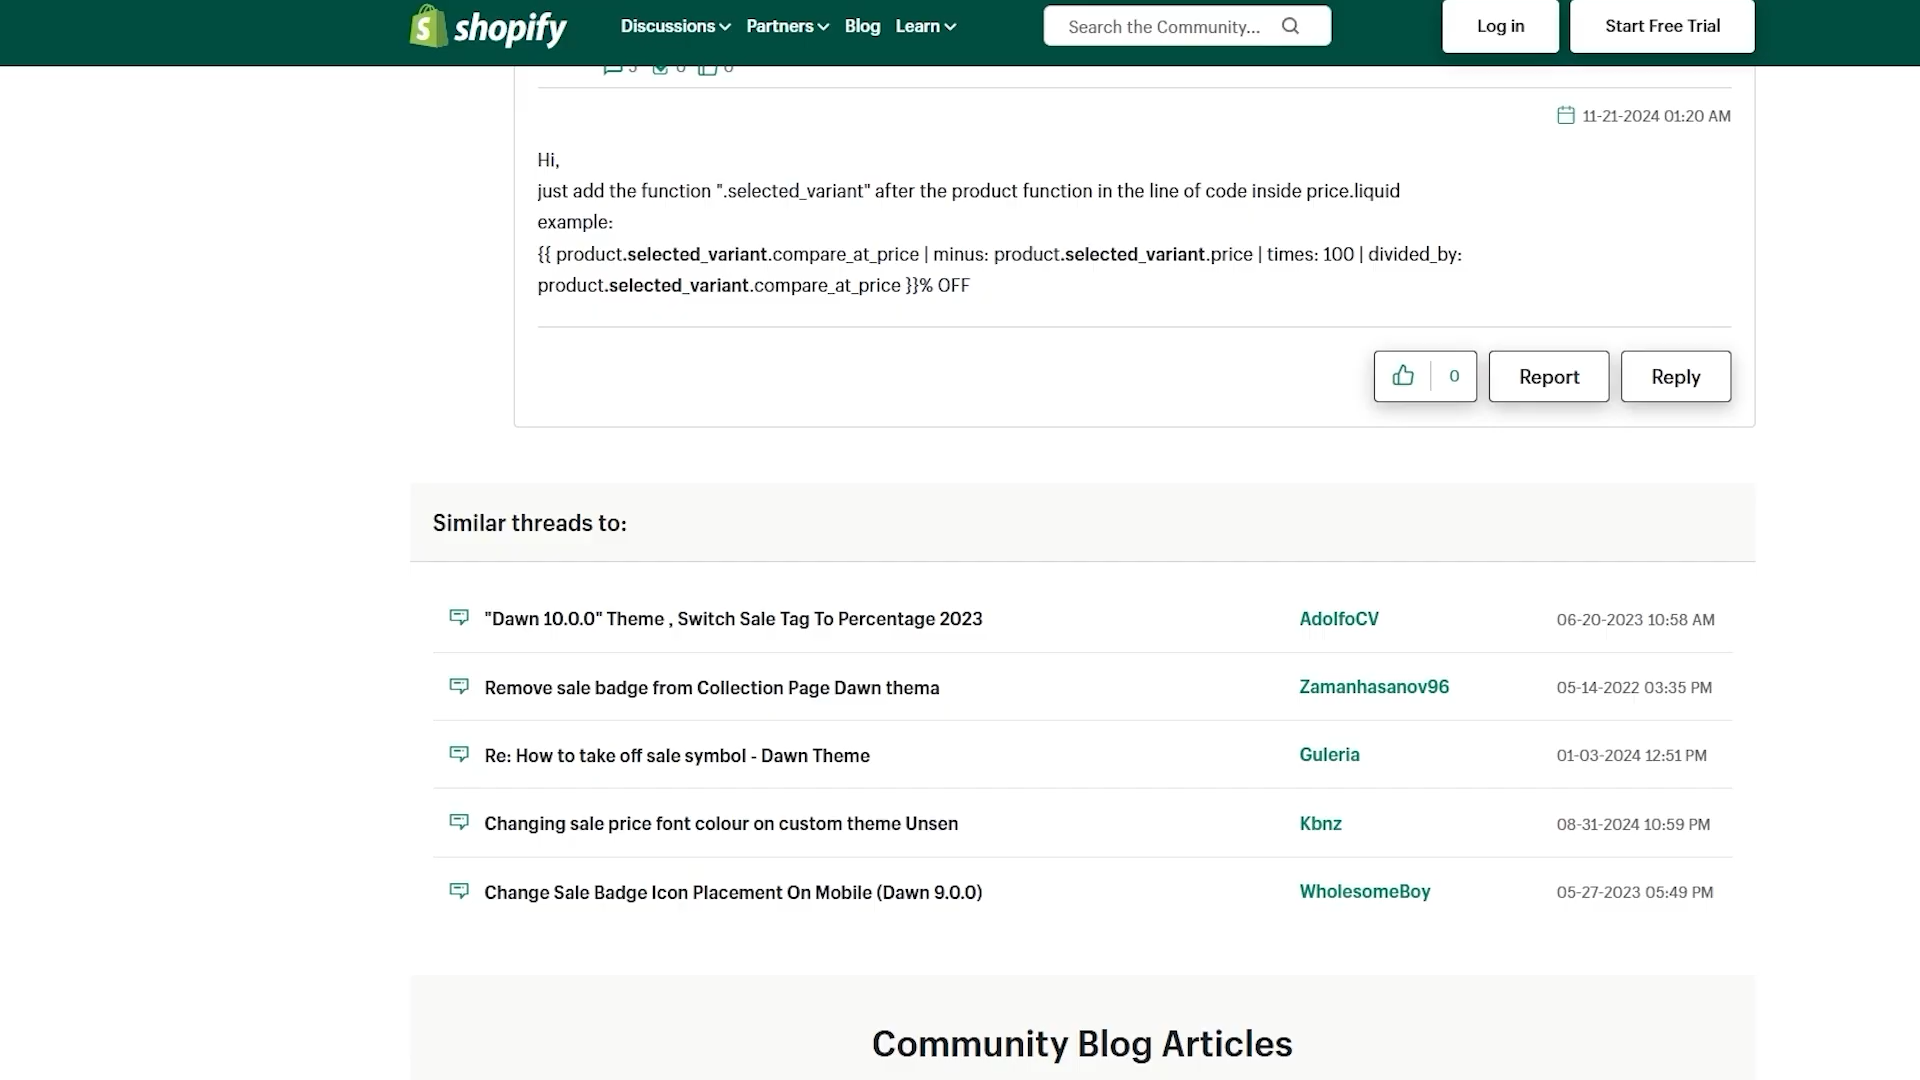 shopify
Discussions Partners Blog Learn
Search the Community...
Log in
Start Free Trial
11-21-2024 01:20 AM
Hi,
just add the function ".selected_variant" after the product function in the line of code inside price.liquid
example:
{{ product.selected_variant.compare_at_price | minus: product.selected_variant.price | times: 100 | divided_by:
product.selected_variant.compare_at_price }}% OFF
0
Report
Reply
Similar threads to:
"Dawn 10.0.0" Theme , Switch Sale Tag To Percentage 2023 AdolfoCV 06-20-2023 10:58 AM
Remove sale badge from Collection Page Dawn thema Zamanhasanov96 05-14-2022 03:35 PM
Re: How to take off sale symbol - Dawn Theme Guleria 01-03-2024 12:51 PM
Changing sale price font colour on custom theme Unsen Kbnz 08-31-2024 10:59 PM
Change Sale Badge Icon Placement On Mobile (Dawn 9.0.0) WholesomeBoy 05-27-2023 05:49 PM
Community Blog Articles